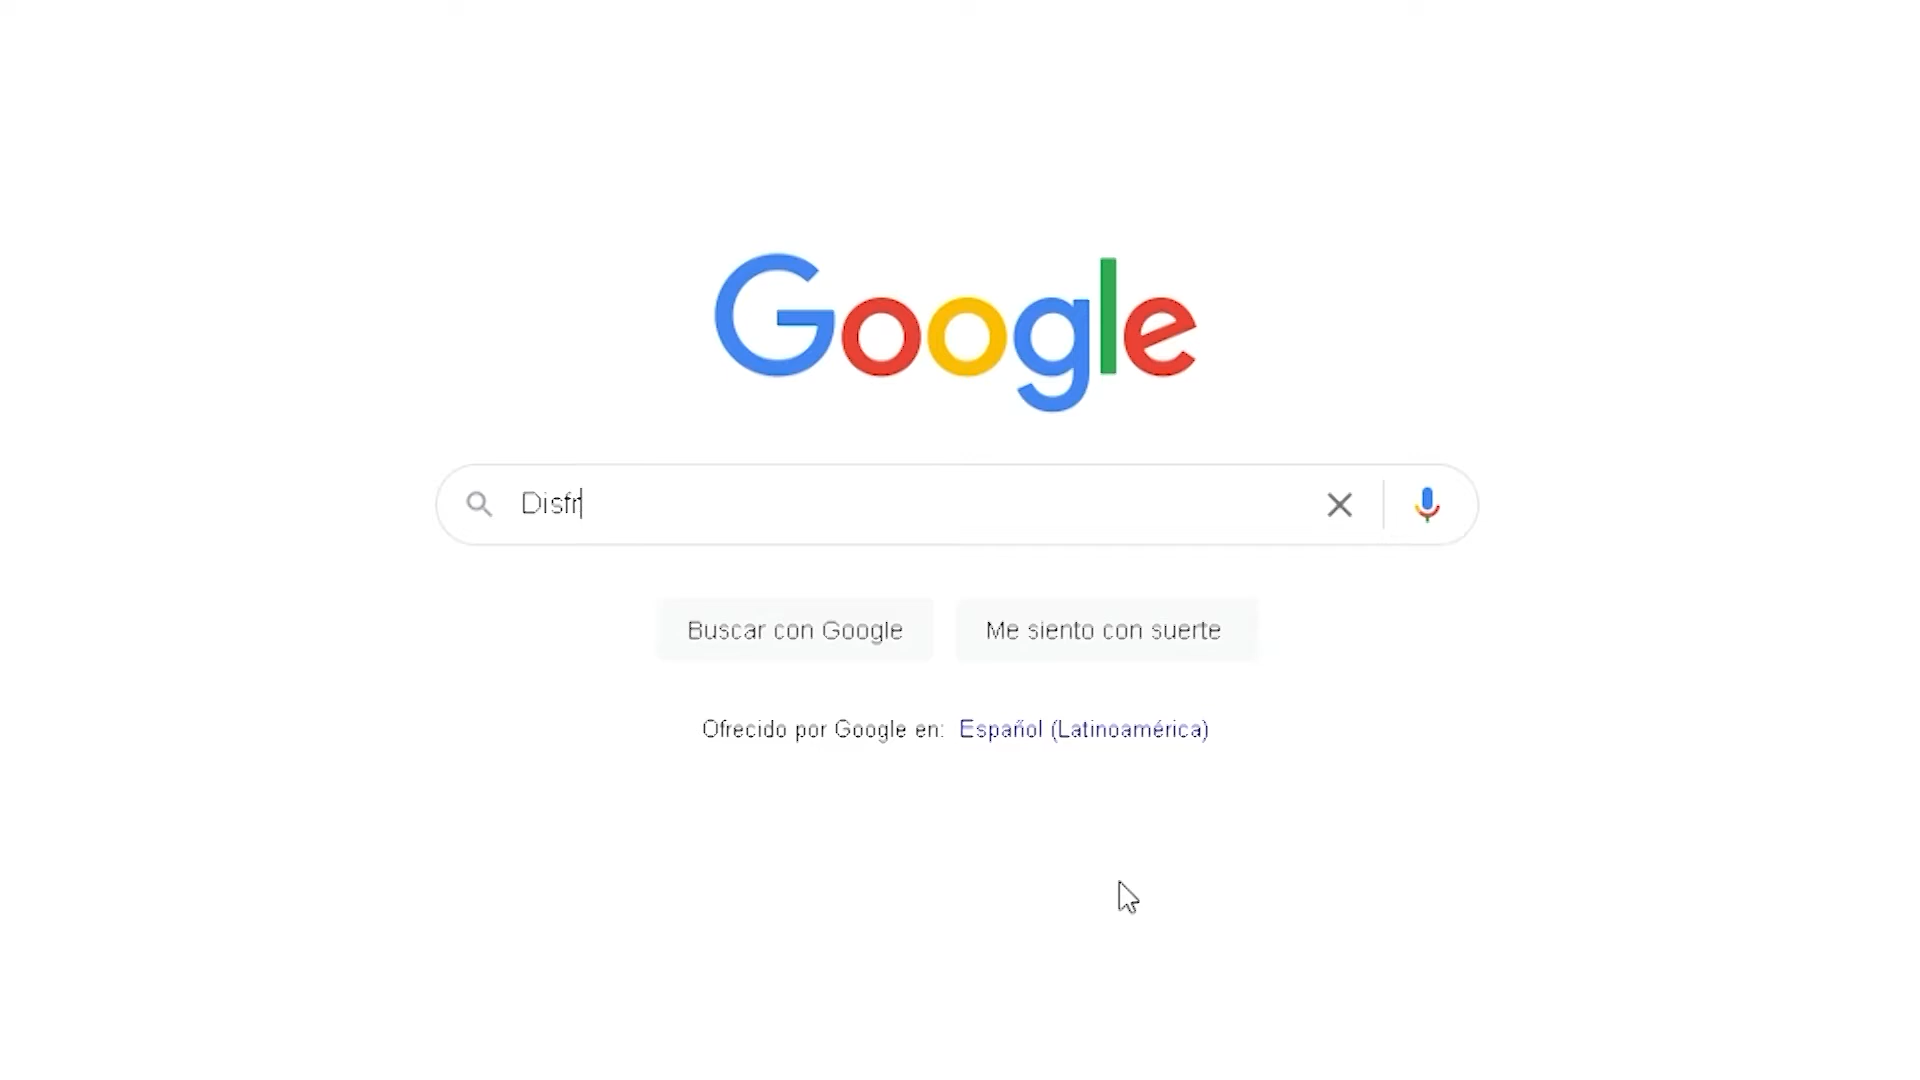 Google
Disfr
Buscar con Google
Me siento con suerte
Ofrecido por Google en: Español (Latinoamérica)